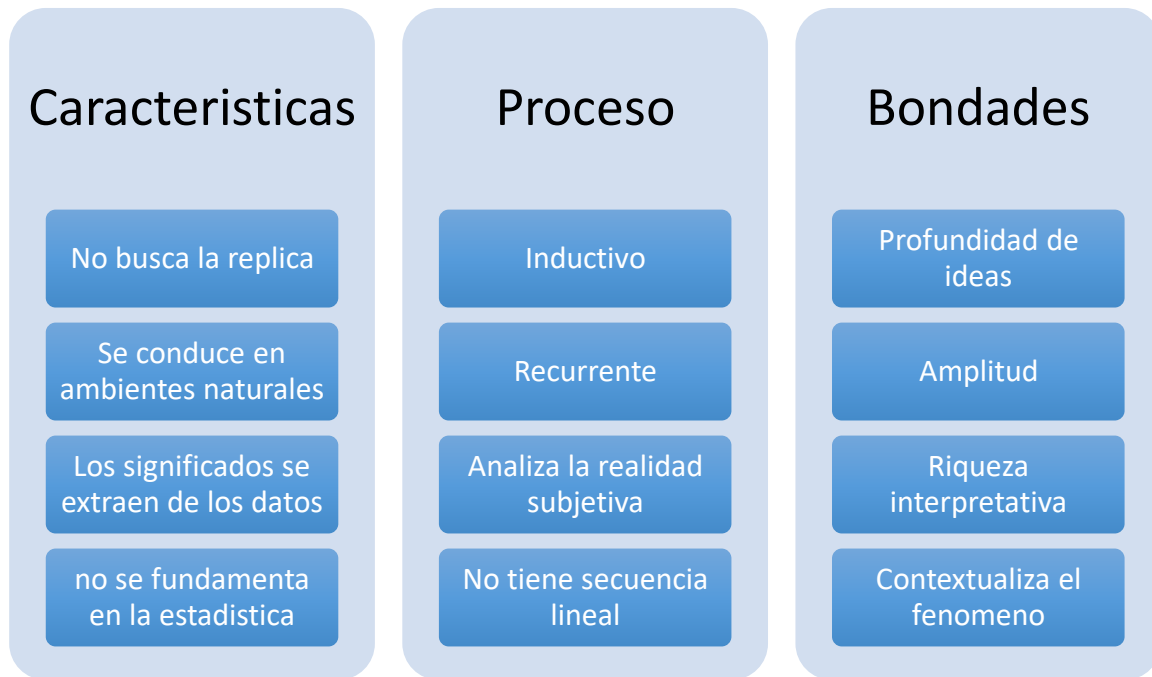 Caracteristicas
No busca la replica
Se conduce en
ambientes naturales
Los significados se
extraen de los datos
no se fundamenta
en la estadistica
Proceso
Inductivo
Recurrente
Analiza la realidad
subjetiva
No tiene secuencia
lineal
Bondades
Profundidad de
ideas
Amplitud
Riqueza
interpretativa
Contextualiza el
fenomeno